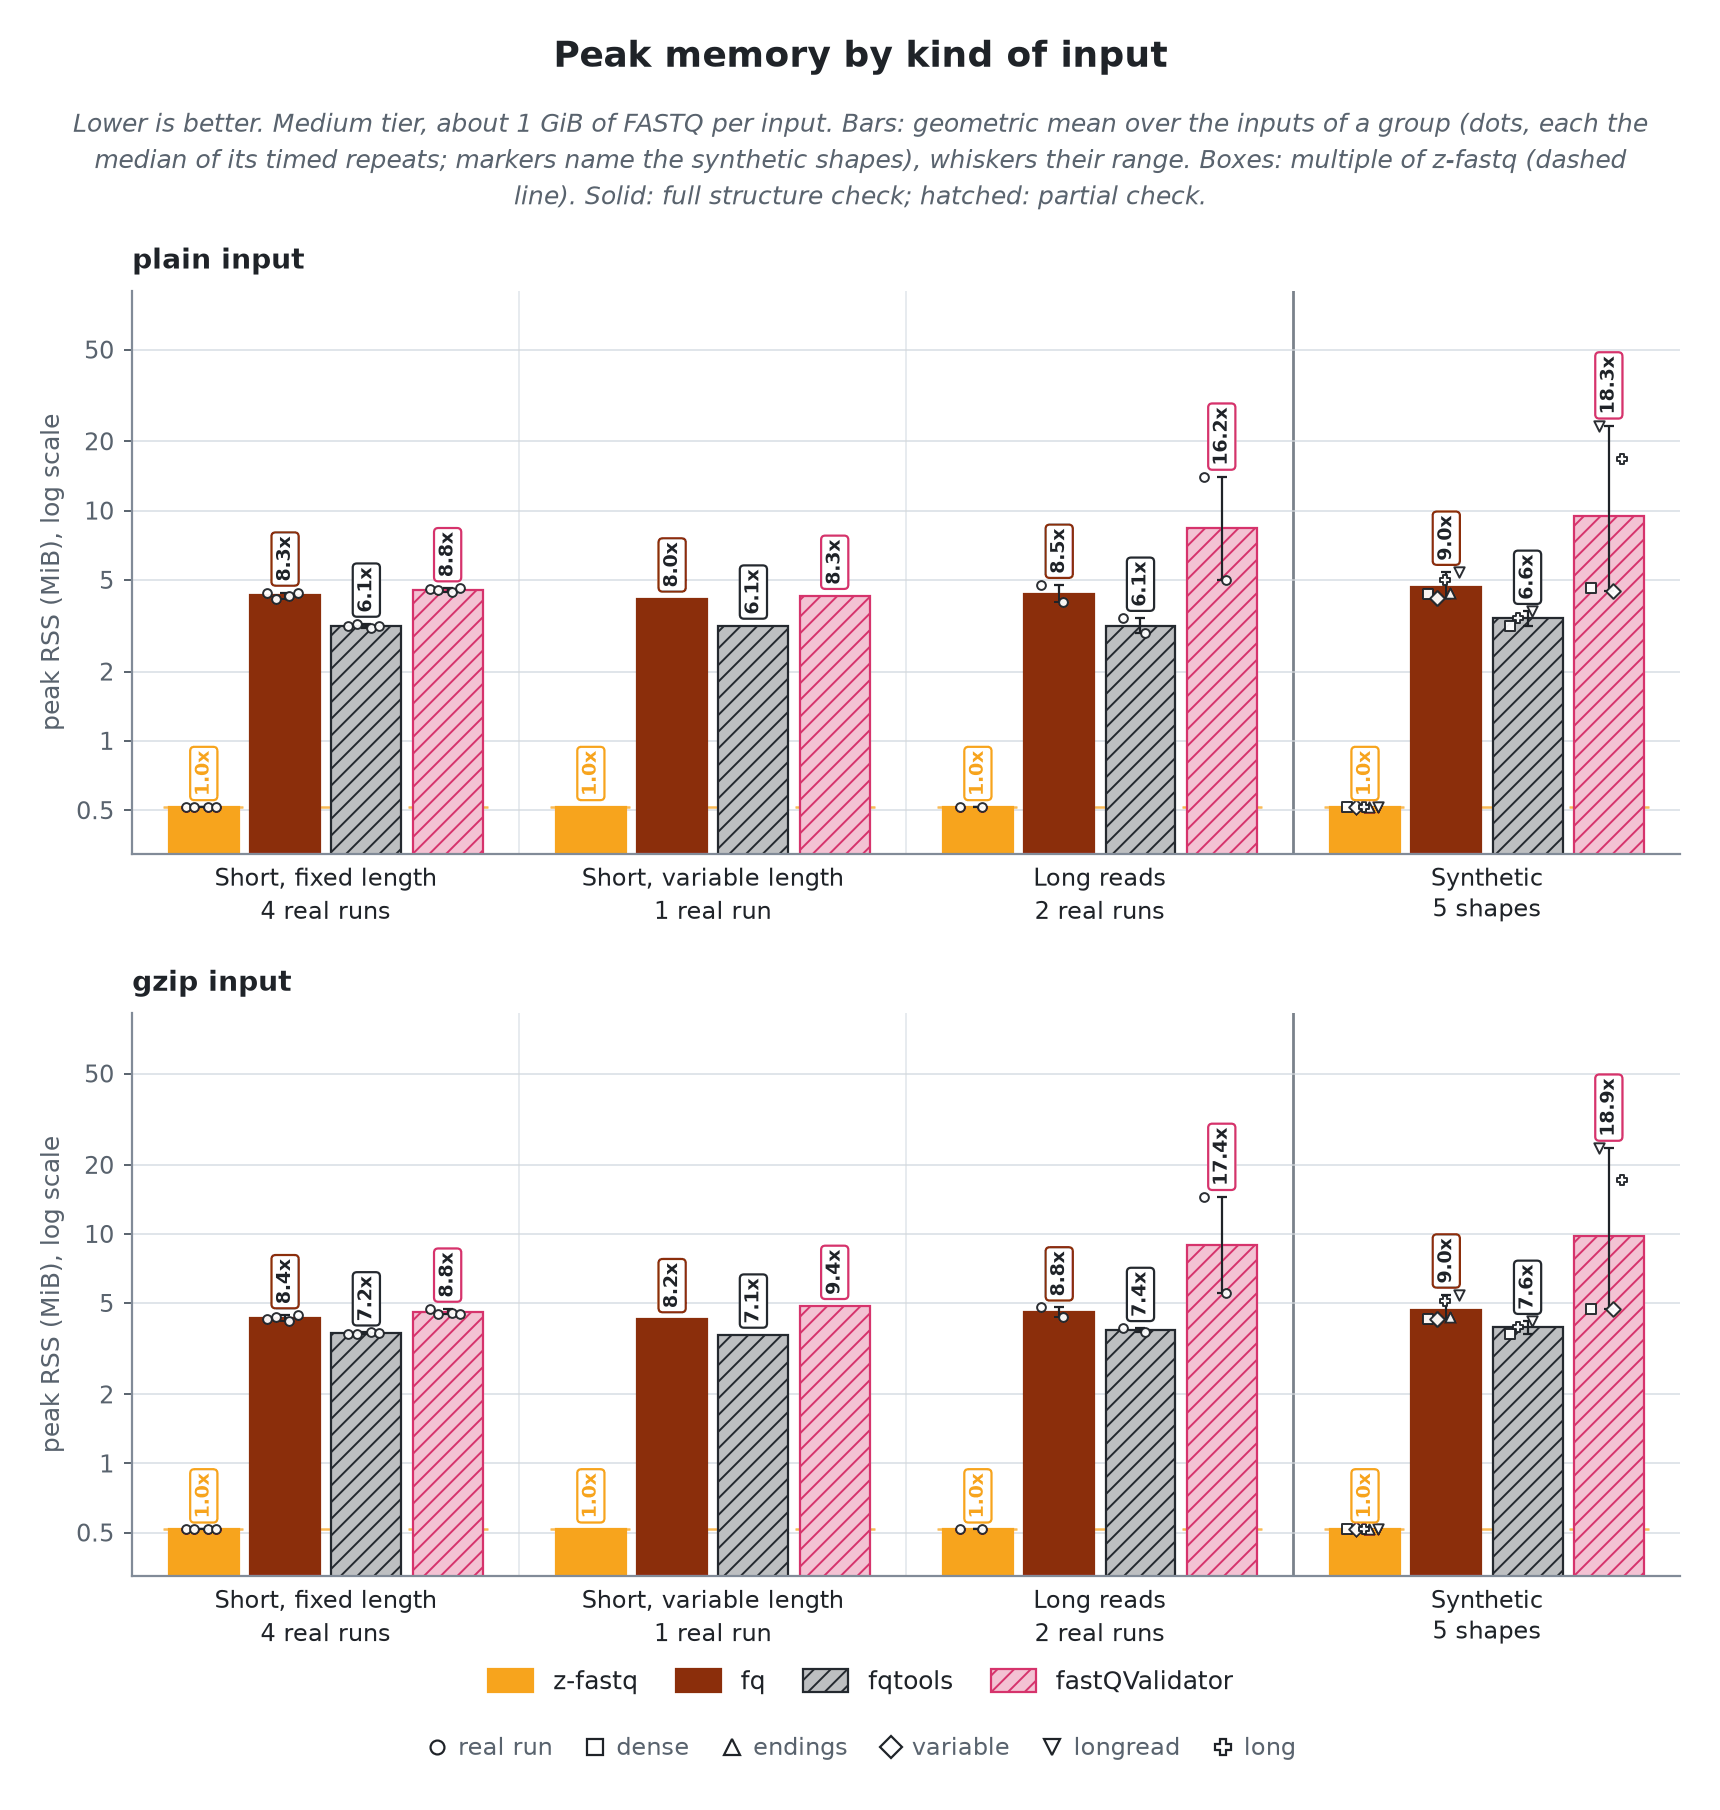 Peak memory by kind of input
Lower is better. Medium tier, about 1 GiB of FASTQ per input. Bars: geometric mean over the inputs of a group (dots, each the
median of its timed repeats; markers name the synthetic shapes), whiskers their range. Boxes: multiple of z-fastq (dashed
line). Solid: full structure check; hatched: partial check.
plain input
peak RSS (MiB), log scale
50
20
10
5
2
1
0.5
1.0x
8.3x
6.1x
8.8x
1.0x
8.0x
6.1x
8.3x
1.0x
8.5x
6.1x
16.2x
1.0x
9.0x
6.6x
18.3x
Short, fixed length
4 real runs
Short, variable length
1 real run
Long reads
2 real runs
Synthetic
5 shapes
gzip input
peak RSS (MiB), log scale
50
20
10
5
2
1
0.5
1.0x
8.4x
7.2x
8.8x
1.0x
8.2x
7.1x
9.4x
1.0x
8.8x
7.4x
17.4x
1.0x
9.0x
7.6x
18.9x
Short, fixed length
4 real runs
Short, variable length
1 real run
Long reads
2 real runs
Synthetic
5 shapes
z-fastq fq fqtools fastQValidator
real run dense endings variable longread long